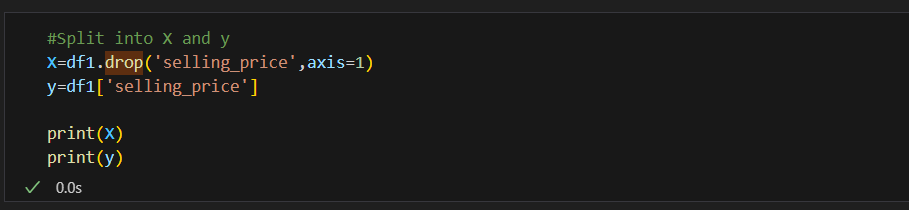 #Split into X and y
X=df1.drop('selling_price',axis=1)
y=df1['selling_price']
print(X)
print(y)
0.0s